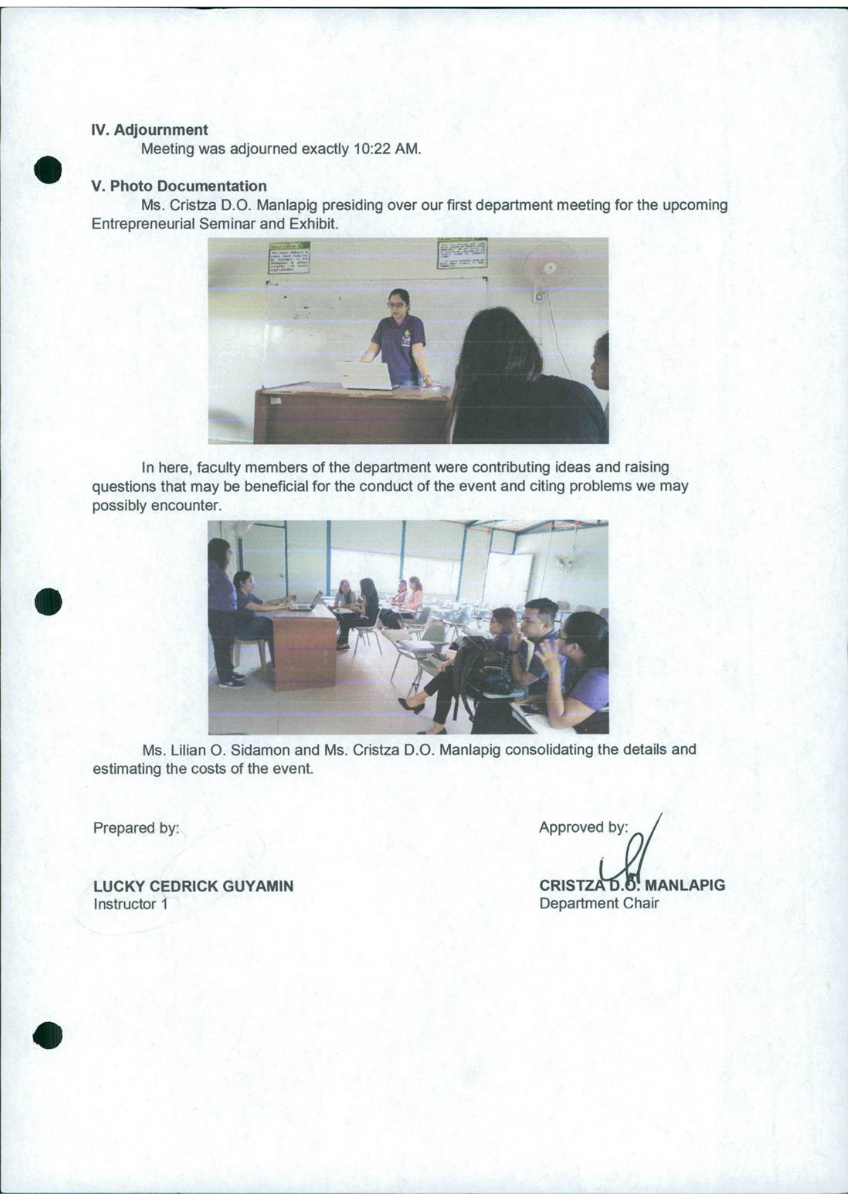 IV. Adjournment
Meeting was adjourned exactly 10:22 AM.
V. Photo Documentation
Ms. Cristza D.O. Manlapig presiding over our first department meeting for the upcoming
Entrepreneurial Seminar and Exhibit.
In here, faculty members of the department were contributing ideas and raising
questions that may be beneficial for the conduct of the event and citing problems we may
possibly encounter.
Ms. Lilian O. Sidamon and Ms. Cristza D.O. Manlapig consolidating the details and
estimating the costs of the event.
Prepared by:
Approved by:
LUCKY CEDRICK GUYAMIN
CRISTZA D.O. MANLAPIG
Instructor 1
Department Chair